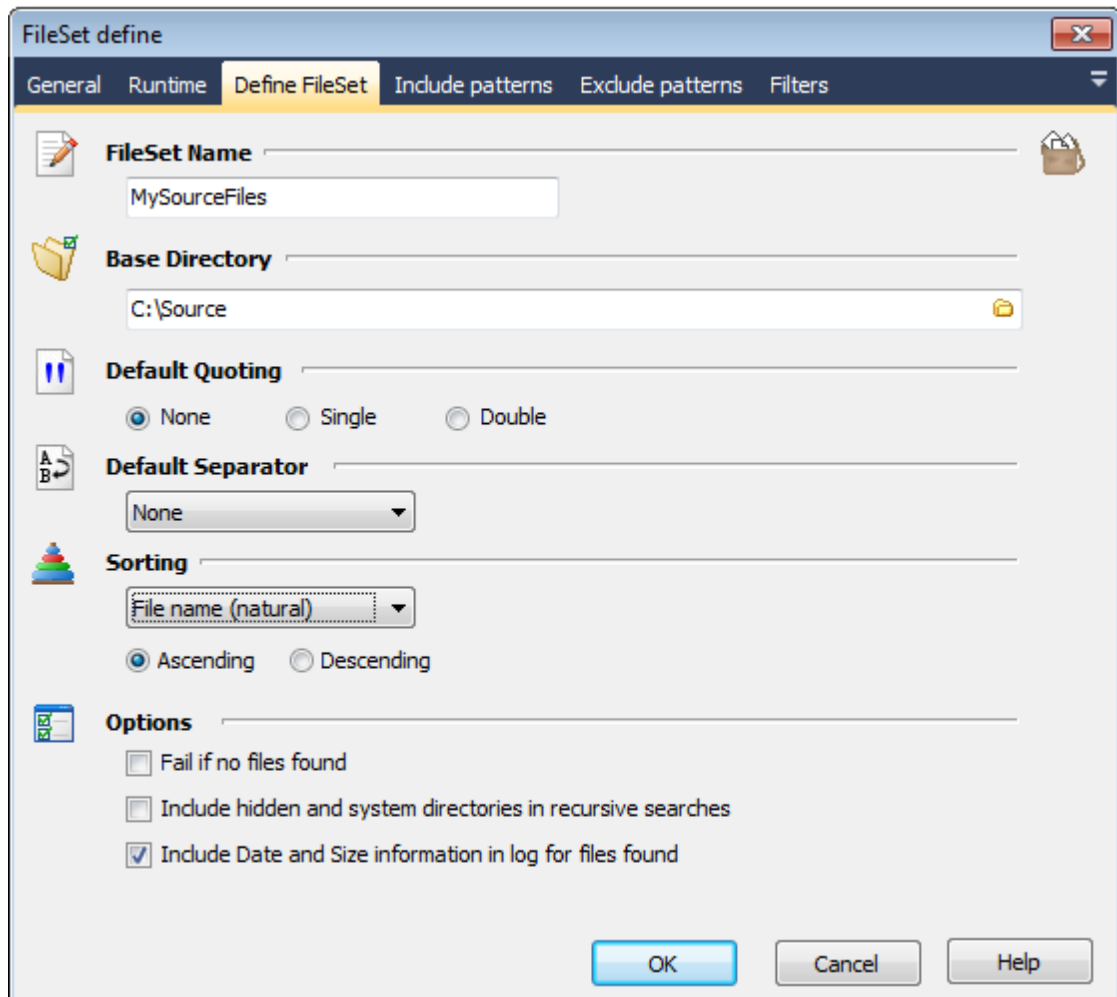 FileSet define
General Runtime Define FileSet Include patterns Exclude patterns Filters
FileSet Name
MySourceFiles
Base Directory
C:\Source
Default Quoting
None Single Double
A
B
Default Separator
None
Sorting
File name (natural)
Ascending Descending
Options
Fail if no files found
Include hidden and system directories in recursive searches
Include Date and Size information in log for files found
OK Cancel Help